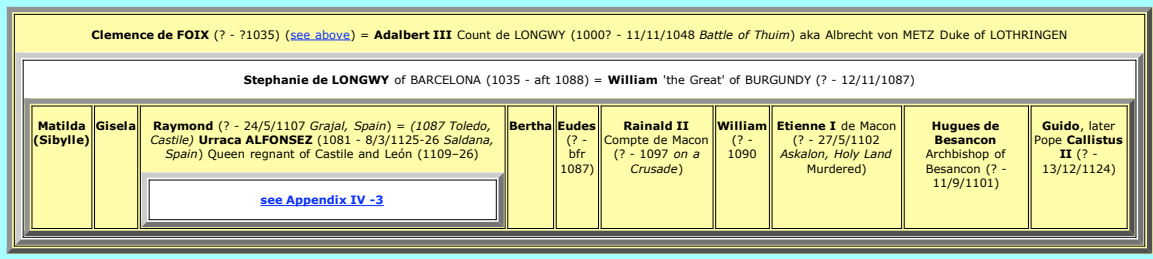 Clemence de FOIX (? - ?1035) (see above) = Adalbert III Count de LONGWY (1000? - 11/11/1048 Battle of Thuim) aka Albrecht von METZ Duke of LOTHRINGEN
Stephanie de LONGWY of BARCELONA (1035 - aft 1088) = William 'the Great' of BURGUNDY (? - 12/11/1087)
Matilda
(Sibylle)
Gisela
Raymond (? - 24/5/1107 Grajal, Spain) = (1087 Toledo,
Castile) Urraca ALFONSEZ (1081 - 8/3/1125-26 Saldana,
Spain) Queen regnant of Castile and León (1109–26)
see Appendix IV -3
Bertha
Eudes
(? -
bfr
1087)
Rainald II
Compte de Macon
(? - 1097 on a
Crusade)
William
(? -
1090
Etienne I de Macon
(? - 27/5/1102
Askalon, Holy Land
Murdered)
Hugues de
Besancon
Archbishop of
Besancon (? -
11/9/1101)
Guido, later
Pope Callistus
II (? -
13/12/1124)